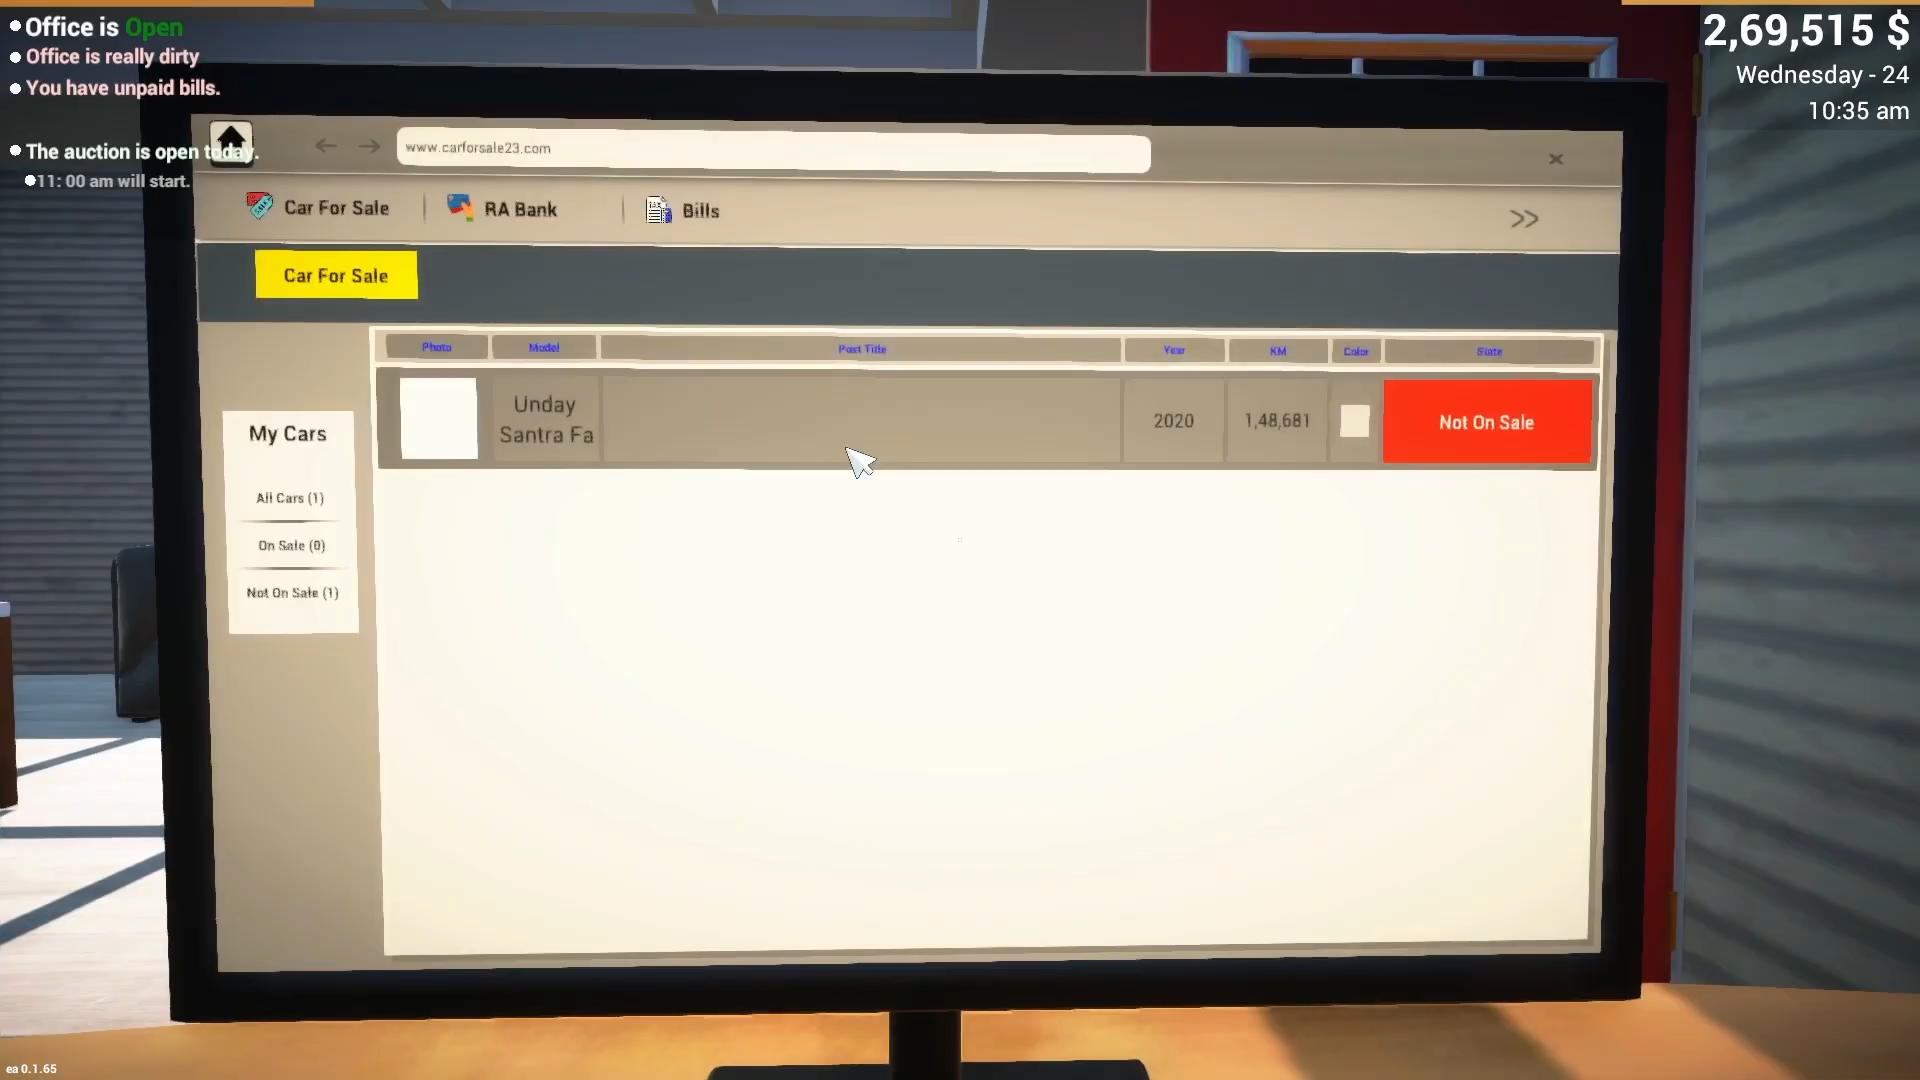 Office is Open
Office is really dirty
You have unpaid bills.
The auction is open today.
11: 00 am will start.
2,69,515 $
Wednesday - 24
10:35 am
www.carforsale23.com
Car For Sale
RA Bank
Bills
>>
Car For Sale
Photo Model Post Title Year KM Color State
Unday
Santra Fa
2020
1,48,681
Not On Sale
My Cars
All Cars (1)
On Sale (0)
Not On Sale (1)
ea 0.1.65